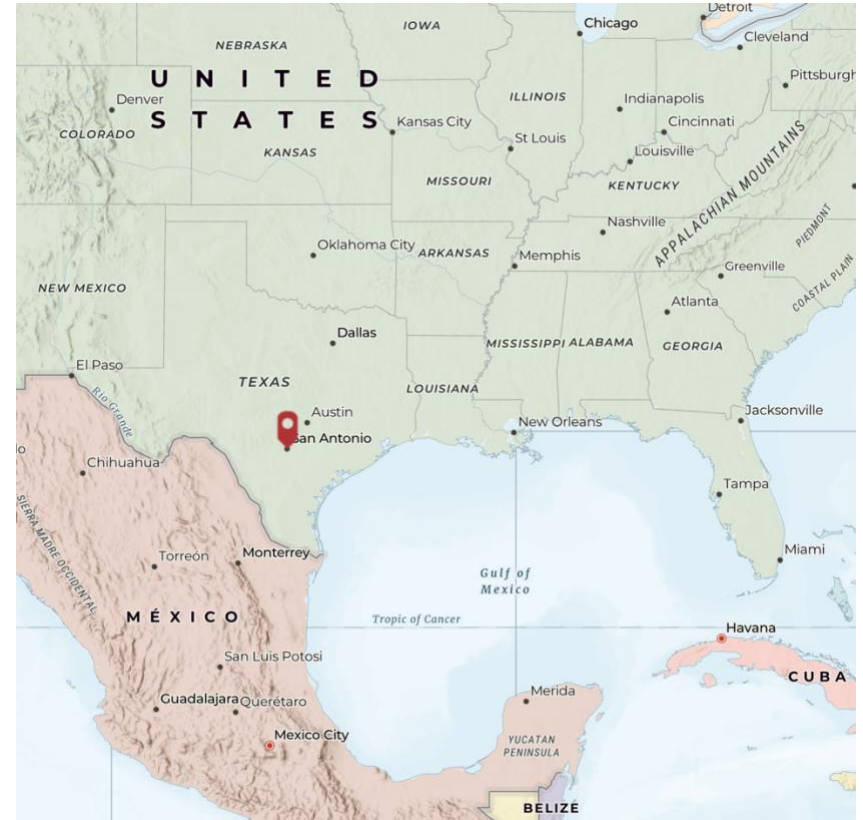 Detroit
IOWA
Chicago
Cleveland
NEBRASKA
UNITED
STATES
Pittsburgh
Denver
ILLINOIS
Indianapolis
COLORADO
Kansas City
Cincinnati
St Louis
KANSAS
Louisville
MISSOURI
KENTUCKY
APPALACHIAN MOUNTAINS
Nashville
PIEDMONT
Oklahoma City
ARKANSAS
Memphis
Greenville
COASTAL PLAIN
NEW MEXICO
Atlanta
Dallas
MISSISSIPPI
ALABAMA
GEORGIA
El Paso
TEXAS
LOUISIANA
Rio Grande
Austin
Jacksonville
New Orleans
San Antonio
lo
Chihuahua
Tampa
SIERRA MADRE OCCIDENTAL
Torreón
Monterrey
Miami
Gulf of
Mexico
MÉXICO
Tropic of Cancer
Havana
San Luis Potosi
CUBA
Guadalajara
Querétaro
Merida
Mexico City
YUCATAN
PENINSULA
BELIZE